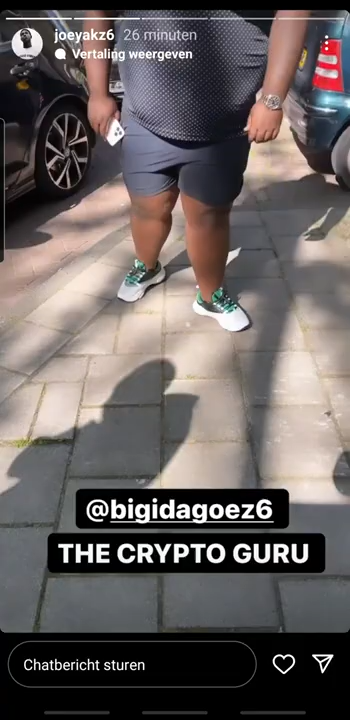 joeyakz6 26 minuten
Vertaling weergeven
@bigidagoez6
THE CRYPTO GURU
Chatbericht sturen